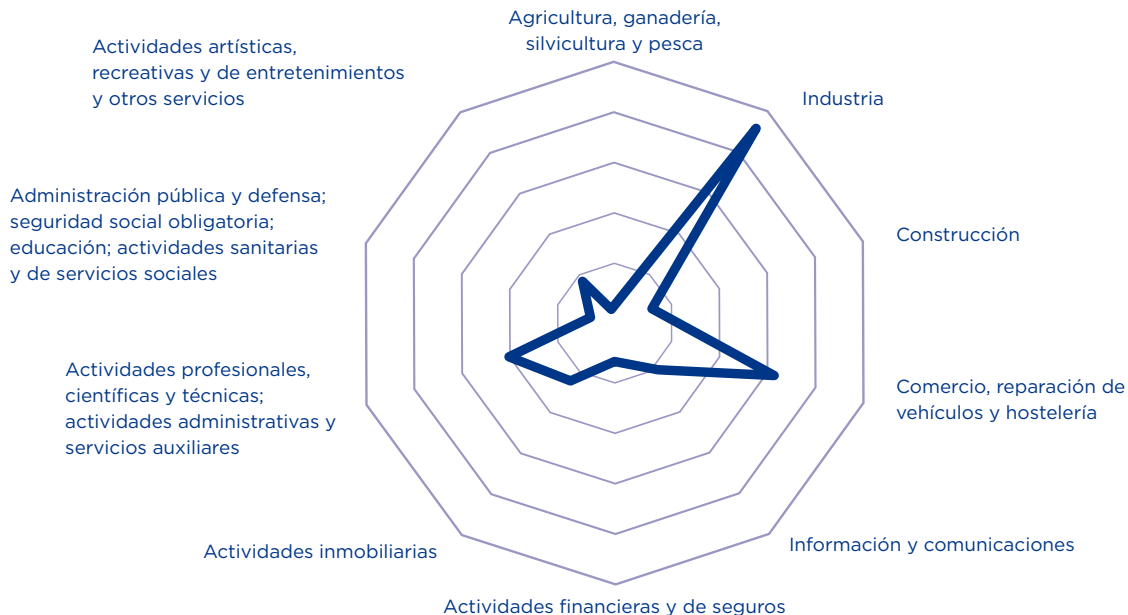 Agricultura, ganadería,
silvicultura y pesca
Industria
Construcción
Comercio, reparación de
vehículos y hostelería
Información y comunicaciones
Actividades financieras y de seguros
Actividades inmobiliarias
Actividades profesionales,
científicas y técnicas;
actividades administrativas y
servicios auxiliares
Administración pública y defensa;
seguridad social obligatoria;
educación; actividades sanitarias
y de servicios sociales
Actividades artísticas,
recreativas y de entretenimientos
y otros servicios